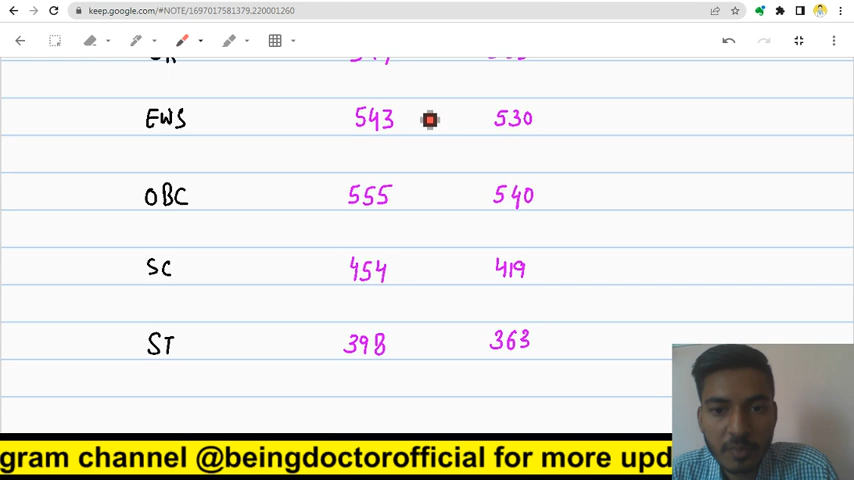 keep.google.com/#NOTE/1697017581379.220001260
EWS 543 530
OBC 555 540
SC 454 419
ST 398 363
gram channel @beingdoctorofficial for more upd